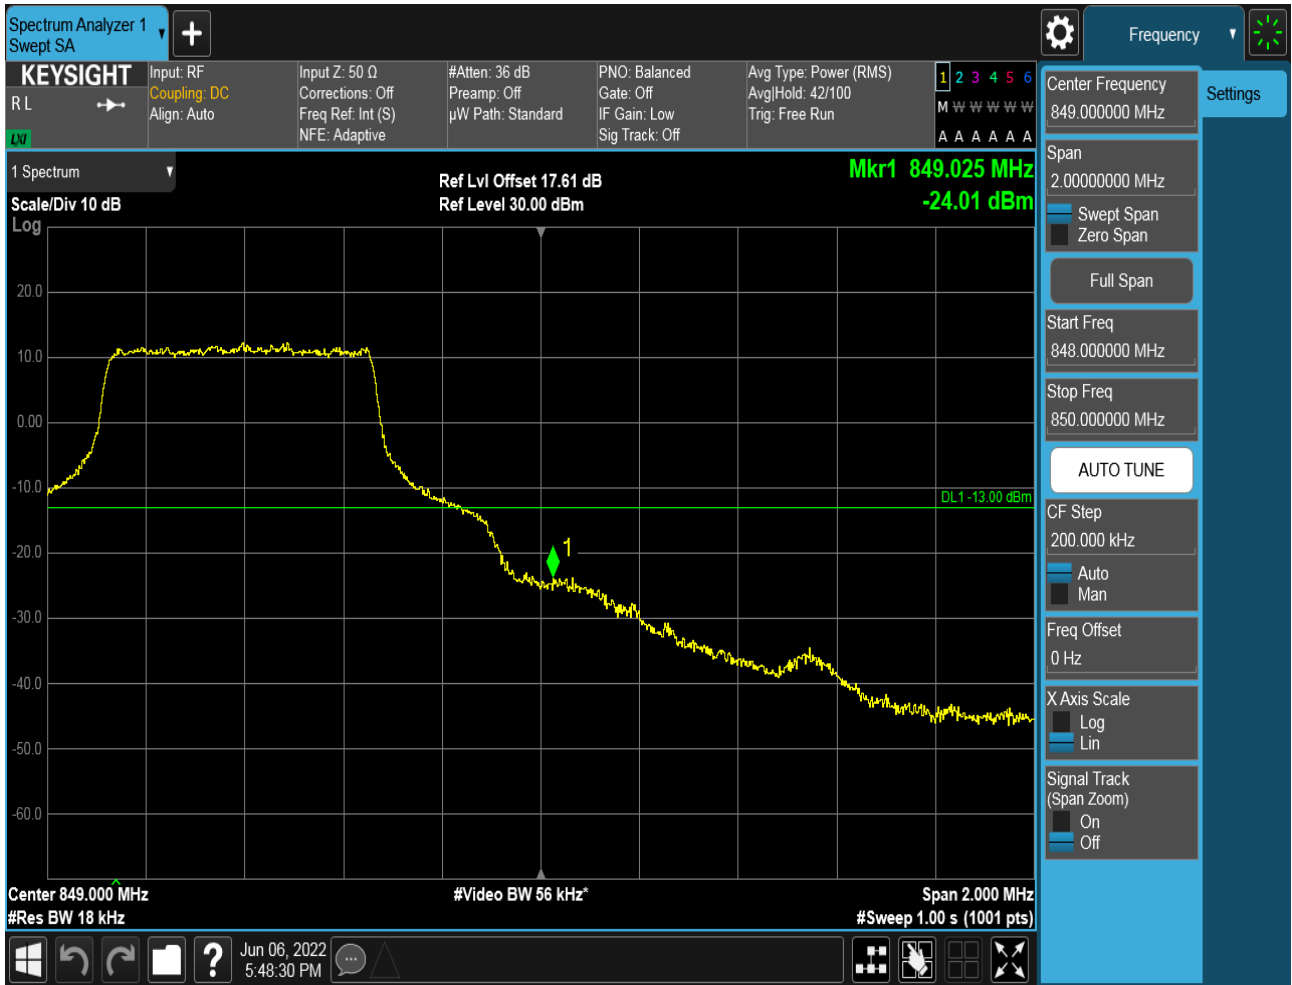 Spectrum Analyzer 1
Swept SA
Frequency
KEYSIGHT
R L
LXI
Input: RF
Coupling: DC
Align: Auto
Input Z: 50 Ω
Corrections: Off
Freq Ref: Int (S)
NFE: Adaptive
#Atten: 36 dB
Preamp: Off
µW Path: Standard
PNO: Balanced
Gate: Off
IF Gain: Low
Sig Track: Off
Avg Type: Power (RMS)
Avg|Hold: 42/100
Trig: Free Run
1 2 3 4 5 6
M W W W W W
A A A A A A
1 Spectrum
Scale/Div 10 dB
Log
Ref Lvl Offset 17.61 dB
Ref Level 30.00 dBm
Mkr1 849.025 MHz
-24.01 dBm
20.0
10.0
0.00
-10.0
-20.0
-30.0
-40.0
-50.0
-60.0
DL1 -13.00 dBm
1
Center 849.000 MHz
#Res BW 18 kHz
#Video BW 56 kHz*
Span 2.000 MHz
#Sweep 1.00 s (1001 pts)
Center Frequency
849.000000 MHz
Span
2.00000000 MHz
Swept Span
Zero Span
Full Span
Start Freq
848.000000 MHz
Stop Freq
850.000000 MHz
AUTO TUNE
CF Step
200.000 kHz
Auto
Man
Freq Offset
0 Hz
X Axis Scale
Log
Lin
Signal Track
(Span Zoom)
On
Off
Settings
?
Jun 06, 2022
5:48:30 PM